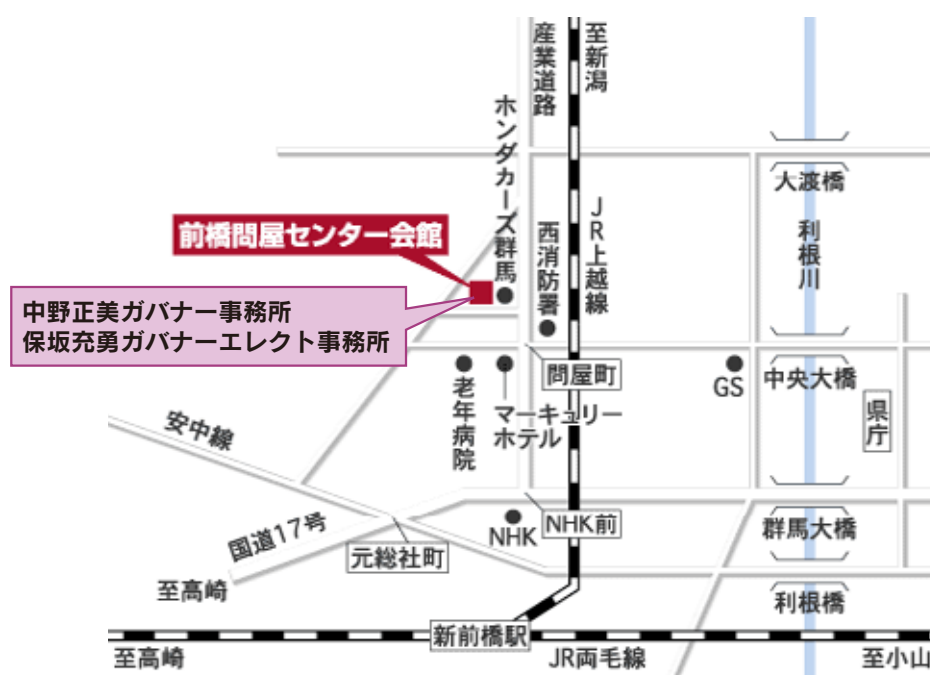 産業道路
至新潟
ホンダカーズ群馬
大渡橋
JR上越線
利根川
西消防署
前橋問屋センター会館
中野正美ガバナー事務所
保坂充勇ガバナーエレクト事務所
問屋町
GS
中央大橋
県庁
老年病院
マーキュリー
ホテル
安中線
国道17号
NHK
NHK前
群馬大橋
元総社町
至高崎
利根橋
新前橋駅
至高崎
JR両毛線
至小山